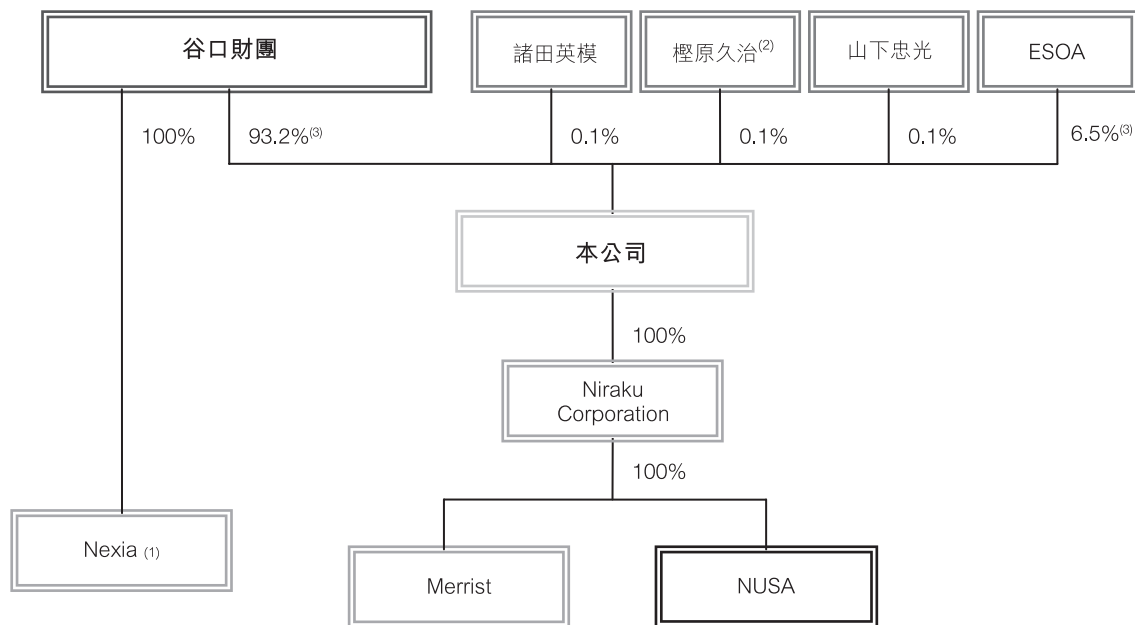 谷口財團
諸田英模
樫原久治(2)
山下忠光
ESOA
100%
93.2%(3)
0.1%
0.1%
0.1%
6.5%(3)
本公司
100%
Niraku
Corporation
100%
Nexia (1)
Merrist
NUSA